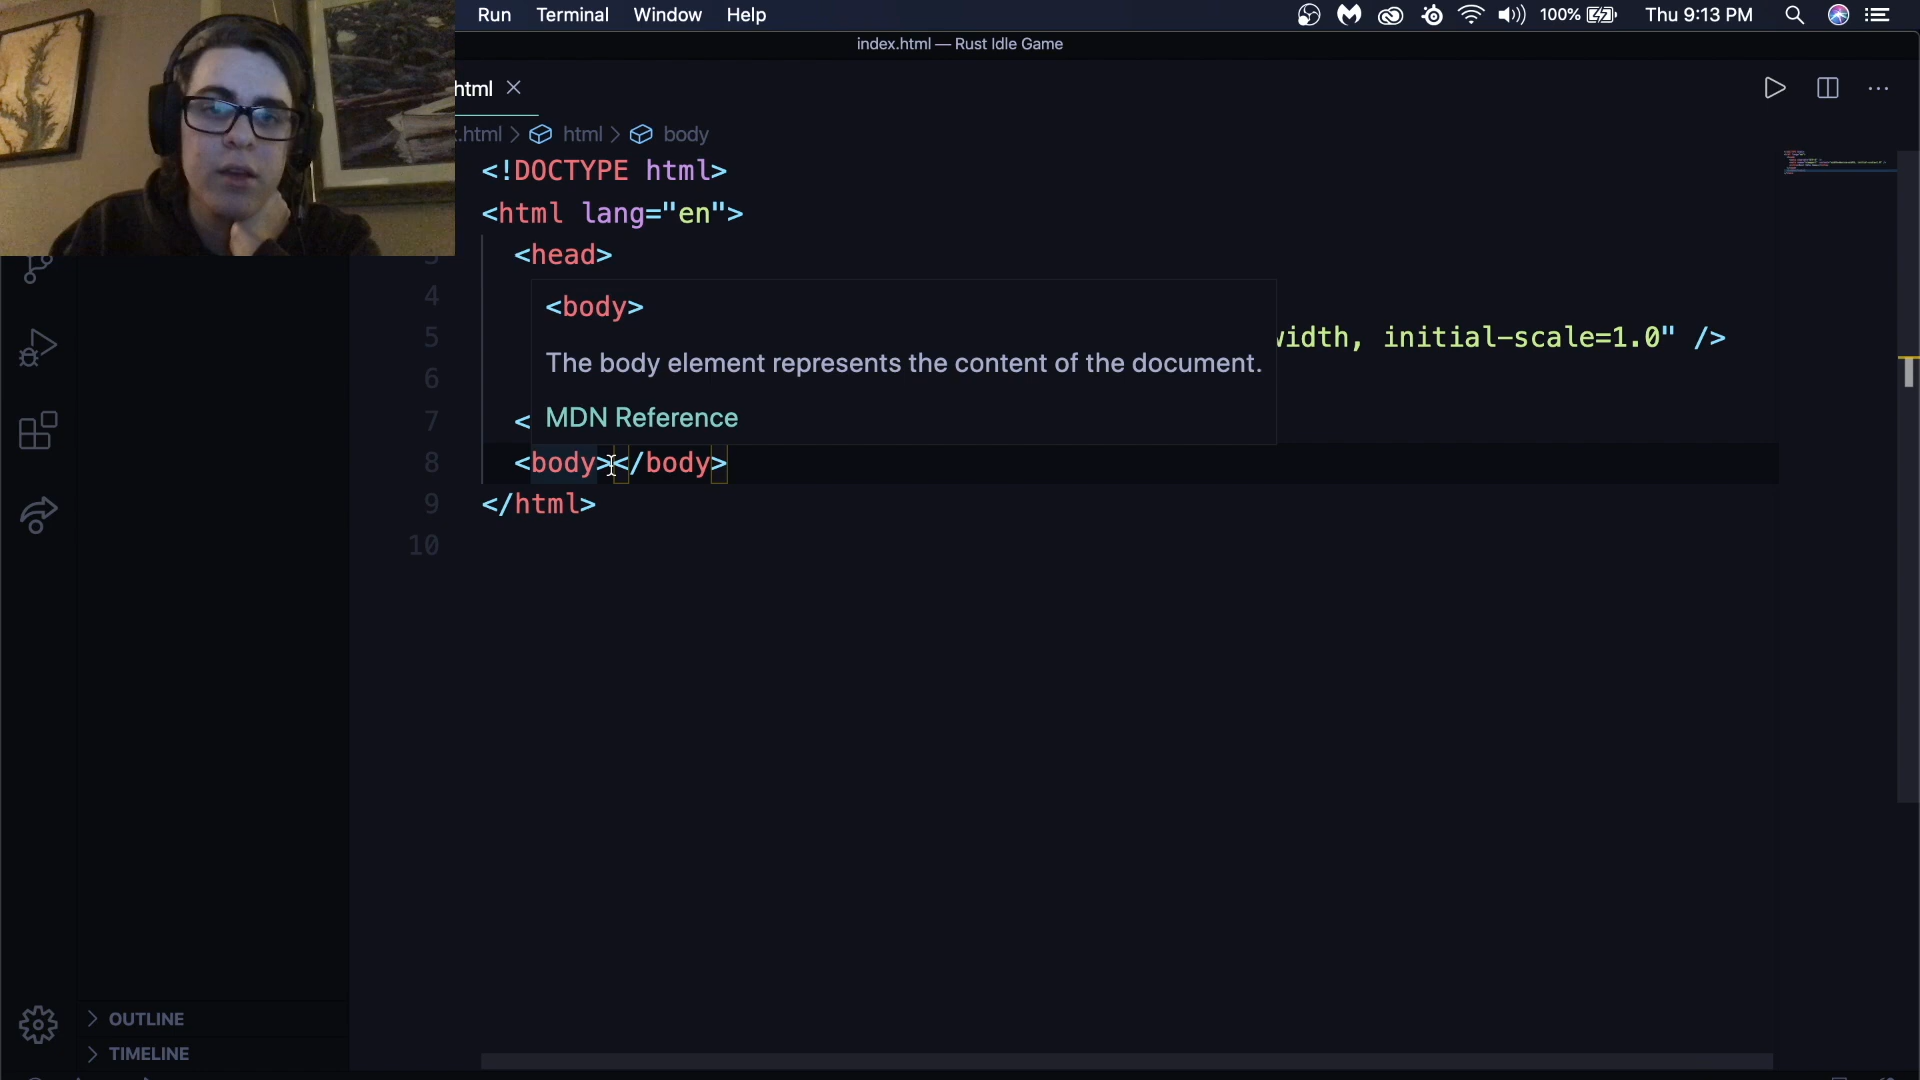 Run Terminal Window Help 100% Thu 9:13 PM
index.html — Rust Idle Game
html
.html > html > body
<!DOCTYPE html>
<html lang="en">
<head>
4
<body>
5 width, initial-scale=1.0" />
The body element represents the content of the document.
6
7 < MDN Reference
8 <body></body>
9 </html>
10
OUTLINE
TIMELINE